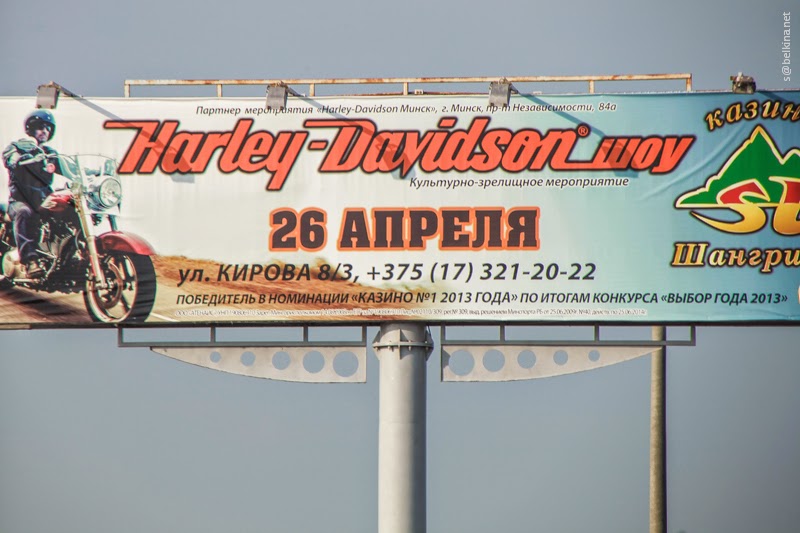 s@belkina.net
Партнер мероприятия «Harley-Davidson Минск», г. Минск, пр-т Независимости, 84а
Harley-Davidson® шоу
Культурно-зрелищное мероприятие
26 АПРЕЛЯ
ул. КИРОВА 8/3, +375 (17) 321-20-22
ПОБЕДИТЕЛЬ В НОМИНАЦИИ «КАЗИНО №1 2013 ГОДА» ПО ИТОГАМ КОНКУРСА «ВЫБОР ГОДА 2013»
казин
Шангри